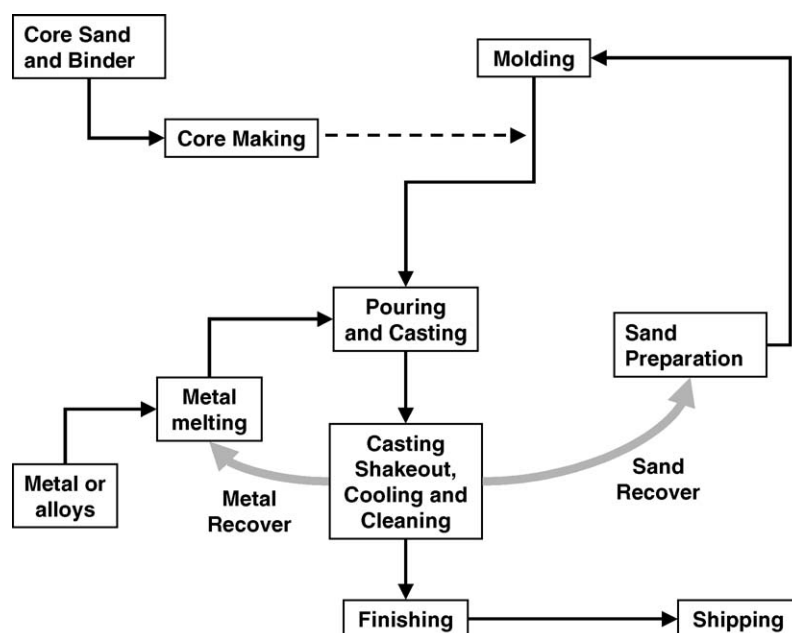 Core Sand
and Binder
Molding
Core Making
Pouring
and Casting
Sand
Preparation
Metal
melting
Casting
Shakeout,
Cooling and
Cleaning
Metal or
alloys
Metal
Recover
Sand
Recover
Finishing
Shipping